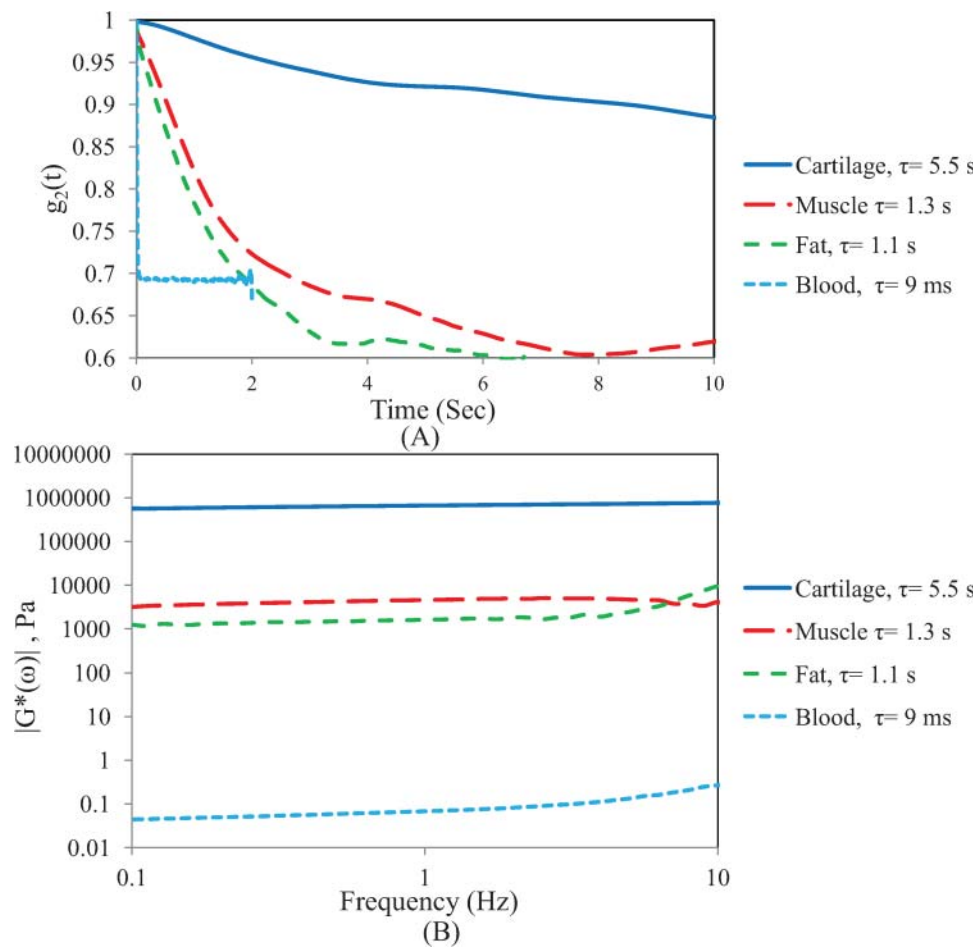 1
0.95
0.9
0.85
0.8
0.75
0.7
0.65
0.6
g₂(t)
0 2 4 6 8 10
Time (Sec)
(A)
Cartilage, τ= 5.5 s
Muscle τ= 1.3 s
Fat, τ= 1.1 s
Blood, τ= 9 ms
10000000
1000000
100000
10000
1000
100
10
1
0.1
0.01
|G*(ω)| , Pa
0.1 1 10
Frequency (Hz)
(B)
Cartilage, τ= 5.5 s
Muscle τ= 1.3 s
Fat, τ= 1.1 s
Blood, τ= 9 ms